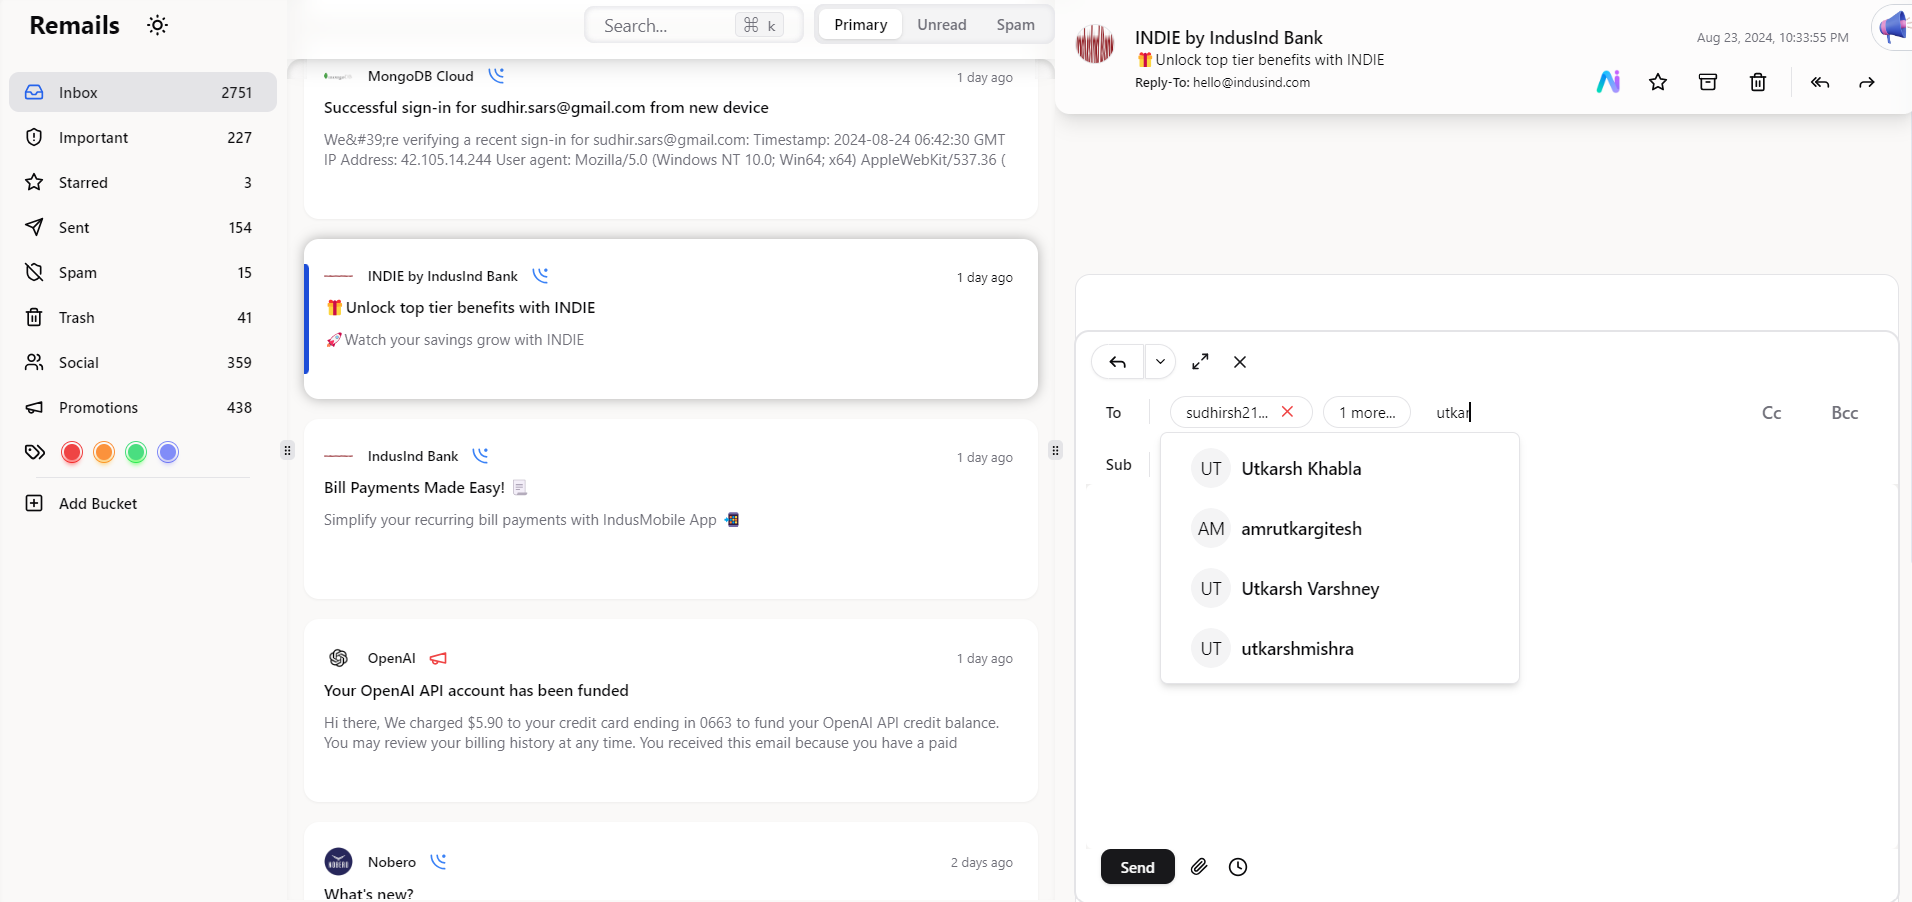 Remails
Inbox 2751
Important 227
Starred 3
Sent 154
Spam 15
Trash 41
Social 359
Promotions 438
Add Bucket
Search... ⌘ k
Primary Unread Spam
MongoDB Cloud 1 day ago
Successful sign-in for sudhir.sars@gmail.com from new device
We&#39;re verifying a recent sign-in for sudhir.sars@gmail.com: Timestamp: 2024-08-24 06:42:30 GMT
IP Address: 42.105.14.244 User agent: Mozilla/5.0 (Windows NT 10.0; Win64; x64) AppleWebKit/537.36 (
INDIE by IndusInd Bank 1 day ago
🎁Unlock top tier benefits with INDIE
🚀Watch your savings grow with INDIE
IndusInd Bank 1 day ago
Bill Payments Made Easy! 📃
Simplify your recurring bill payments with IndusMobile App 📲
OpenAI 1 day ago
Your OpenAI API account has been funded
Hi there, We charged $5.90 to your credit card ending in 0663 to fund your OpenAI API credit balance.
You may review your billing history at any time. You received this email because you have a paid
NOBERO
Nobero 2 days ago
What's new?
INDIE by IndusInd Bank Aug 23, 2024, 10:33:55 PM
🎁Unlock top tier benefits with INDIE
Reply-To: hello@indusind.com
To sudhirsh21... 1 more... utkar Cc Bcc
Sub
UT Utkarsh Khabla
AM amrutkargitesh
UT Utkarsh Varshney
UT utkarshmishra
Send